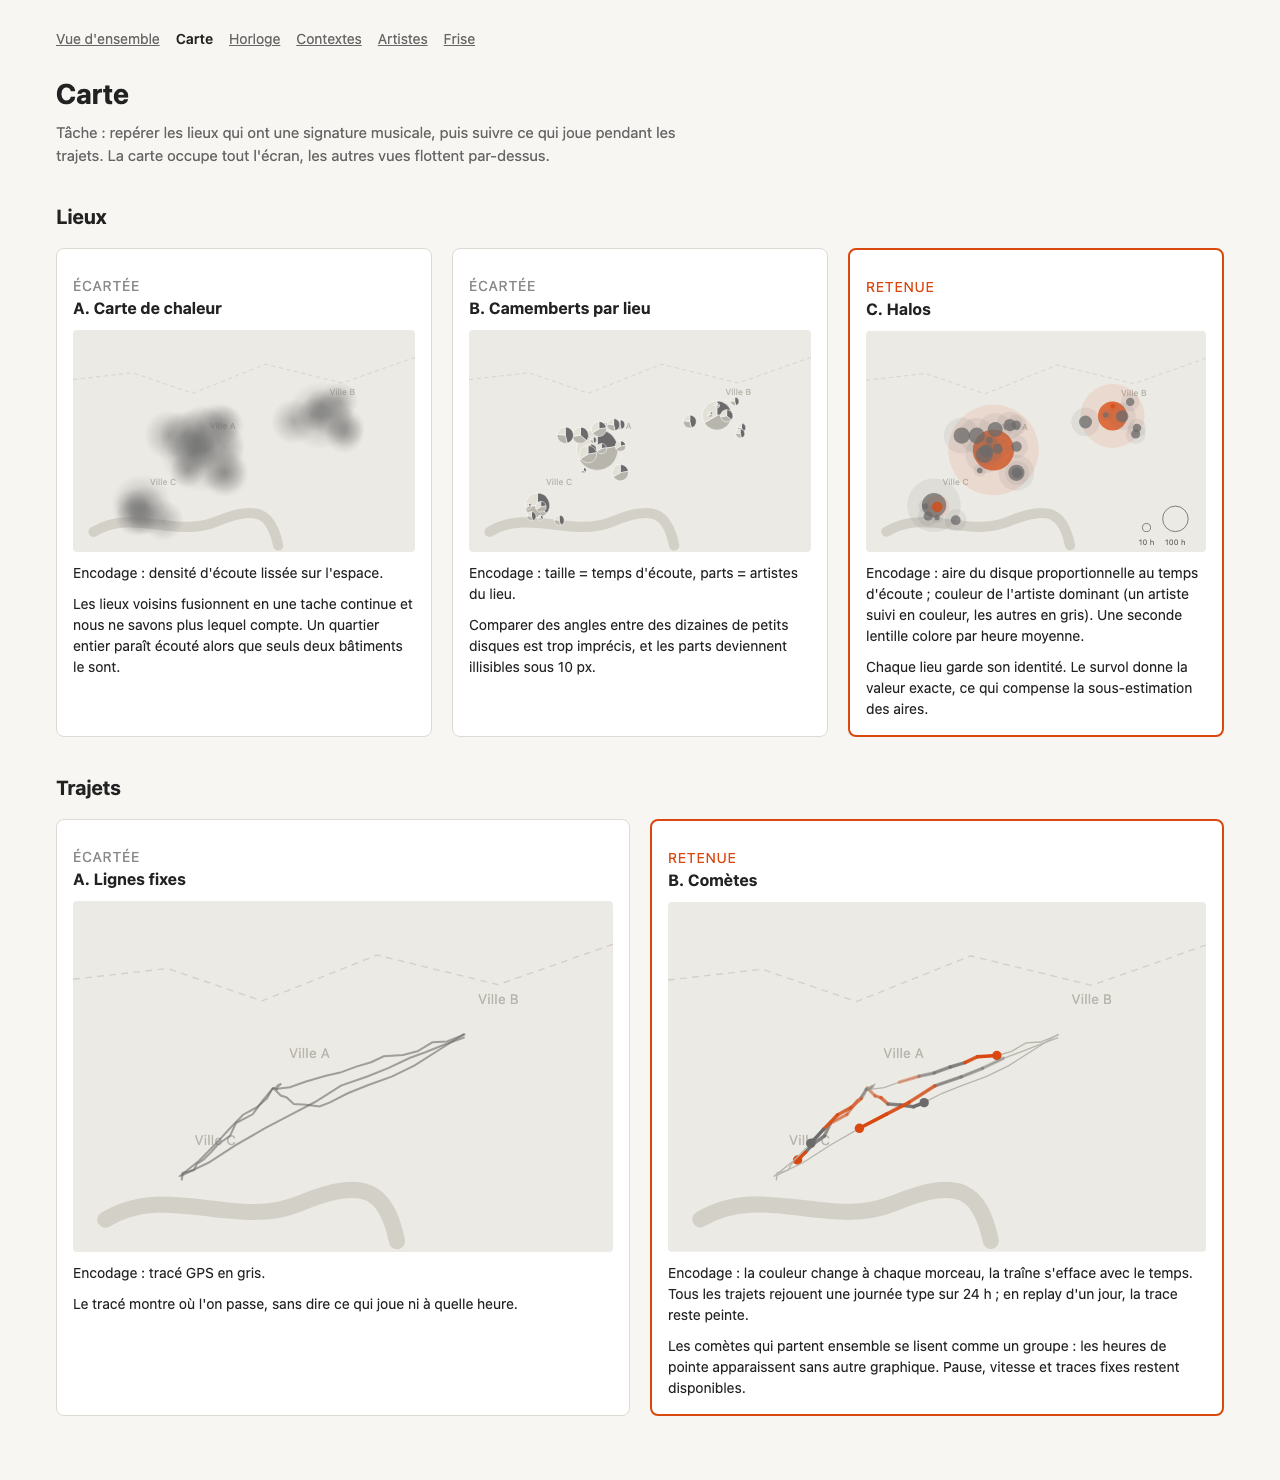 Vue d'ensemble Carte Horloge Contextes Artistes Frise
Carte
Tâche : repérer les lieux qui ont une signature musicale, puis suivre ce qui joue pendant les
trajets. La carte occupe tout l'écran, les autres vues flottent par-dessus.
Lieux
ÉCARTÉE
A. Carte de chaleur
Ville B
Ville A
Ville C
Encodage : densité d'écoute lissée sur l'espace.
Les lieux voisins fusionnent en une tache continue et
nous ne savons plus lequel compte. Un quartier
entier paraît écouté alors que seuls deux bâtiments
le sont.
ÉCARTÉE
B. Camemberts par lieu
Ville B
A
Ville C
Encodage : taille = temps d'écoute, parts = artistes
du lieu.
Comparer des angles entre des dizaines de petits
disques est trop imprécis, et les parts deviennent
illisibles sous 10 px.
RETENUE
C. Halos
Ville B
A
Ville C
10 h 100 h
Encodage : aire du disque proportionnelle au temps
d'écoute ; couleur de l'artiste dominant (un artiste
suivi en couleur, les autres en gris). Une seconde
lentille colore par heure moyenne.
Chaque lieu garde son identité. Le survol donne la
valeur exacte, ce qui compense la sous-estimation
des aires.
Trajets
ÉCARTÉE
A. Lignes fixes
Ville B
Ville A
Ville C
Encodage : tracé GPS en gris.
Le tracé montre où l'on passe, sans dire ce qui joue ni à quelle heure.
RETENUE
B. Comètes
Ville B
Ville A
Ville C
Encodage : la couleur change à chaque morceau, la traîne s'efface avec le temps.
Tous les trajets rejouent une journée type sur 24 h ; en replay d'un jour, la trace
reste peinte.
Les comètes qui partent ensemble se lisent comme un groupe : les heures de
pointe apparaissent sans autre graphique. Pause, vitesse et traces fixes restent
disponibles.